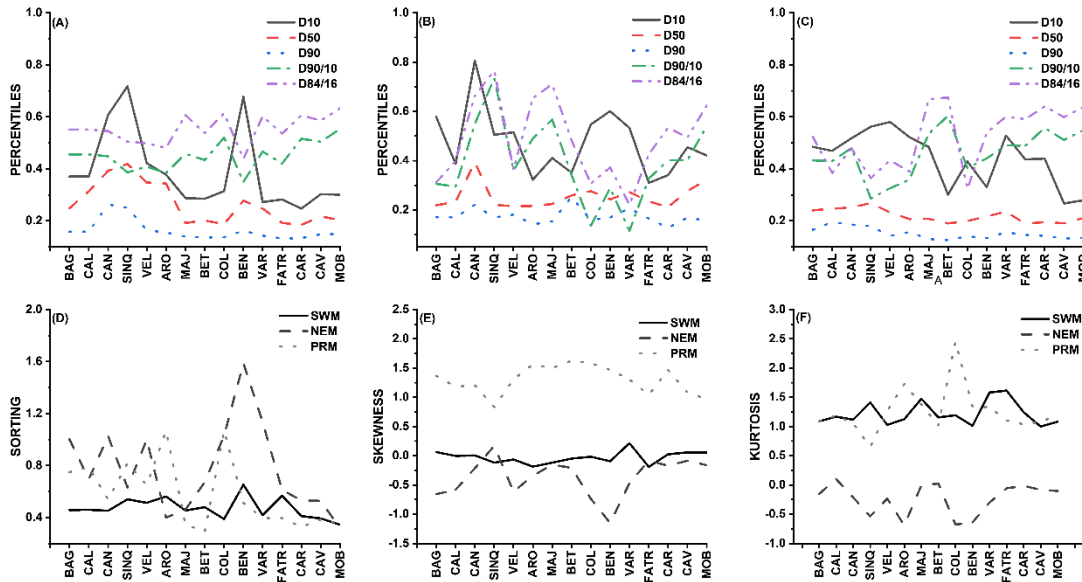 (A)
PERCENTILES
1.0
0.8
0.6
0.4
0.2
D10
D50
D90
D90/10
D84/16
BAG CAL CAN SINQ VEL ARO MAJ BET COL BEN VAR FATR CAR CAV MOB
(B)
PERCENTILES
1.0
0.8
0.6
0.4
0.2
D10
D50
D90
D90/10
D84/16
BAG CAL CAN SINQ VEL ARO MAJ BET COL BEN VAR FATR CAR CAV MOB
(C)
PERCENTILES
1.0
0.8
0.6
0.4
0.2
D10
D50
D90
D90/10
D84/16
BAG CAL CAN SINQ VEL ARO MAJ BET COL BEN VAR FATR CAR CAV MOB
A
(D)
SORTING
2.0
1.6
1.2
0.8
0.4
SWM
NEM
PRM
BAG CAL CAN SINQ VEL ARO MAJ BET COL BEN VAR FATR CAR CAV MOB
(E)
SKEWNESS
2.5
2.0
1.5
1.0
0.5
0.0
-0.5
-1.0
-1.5
SWM
NEM
PRM
BAG CAL CAN SINQ VEL ARO MAJ BET COL BEN VAR FATR CAR CAV MOB
(F)
KURTOSIS
3.0
2.5
2.0
1.5
1.0
0.5
0.0
-0.5
-1.0
SWM
NEM
PRM
BAG CAL CAN SINQ VEL ARO MAJ BET COL BEN VAR FATR CAR CAV MOB